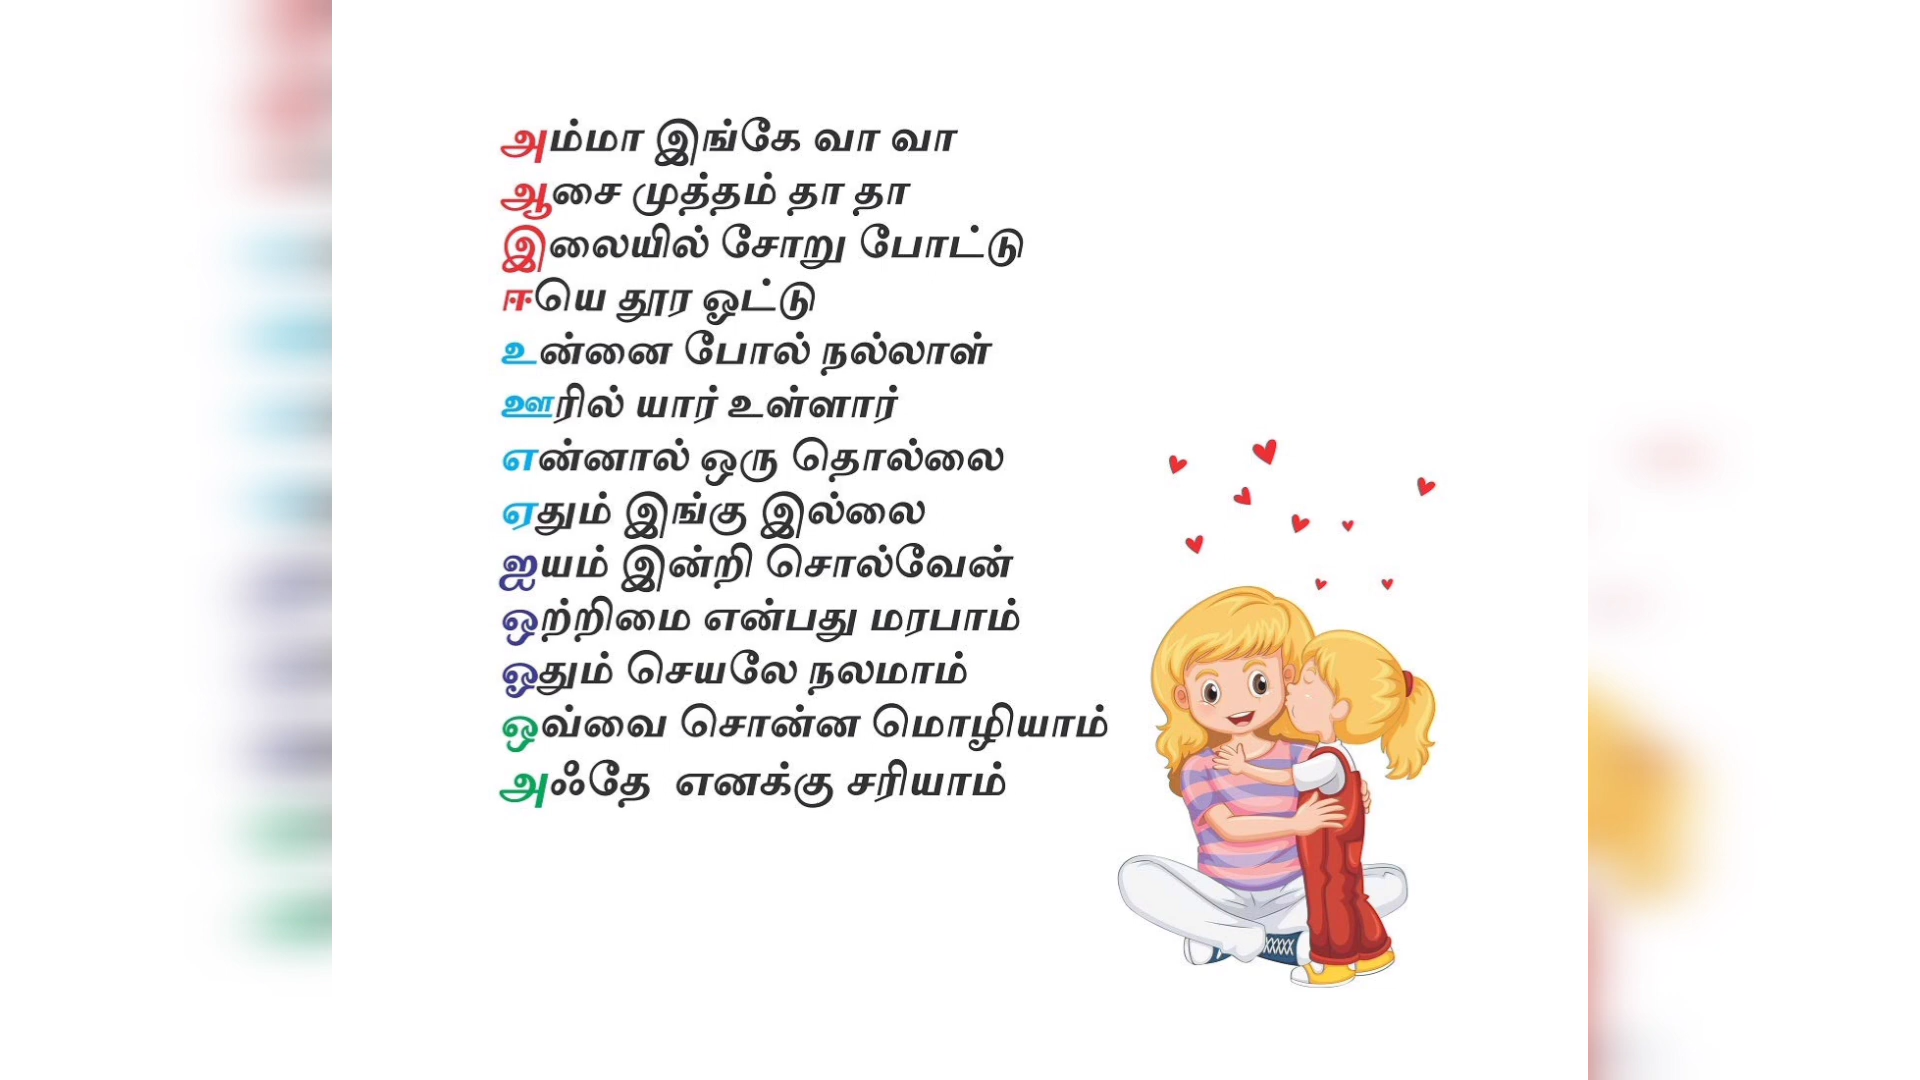 அம்மா இங்கே வா வா
ஆசை முத்தம் தா தா
இலையில் சோறு போட்டு
ஈயெ தூர ஓட்டு
உன்னை போல் நல்லாள்
ஊரில் யார் உள்ளார்
என்னால் ஒரு தொல்லை
ஏதும் இங்கு இல்லை
ஐயம் இன்றி சொல்வேன்
ஒற்றிமை என்பது மரபாம்
ஓதும் செயலே நலமாம்
ஒவ்வை சொன்ன மொழியாம்
அஃதே எனக்கு சரியாம்